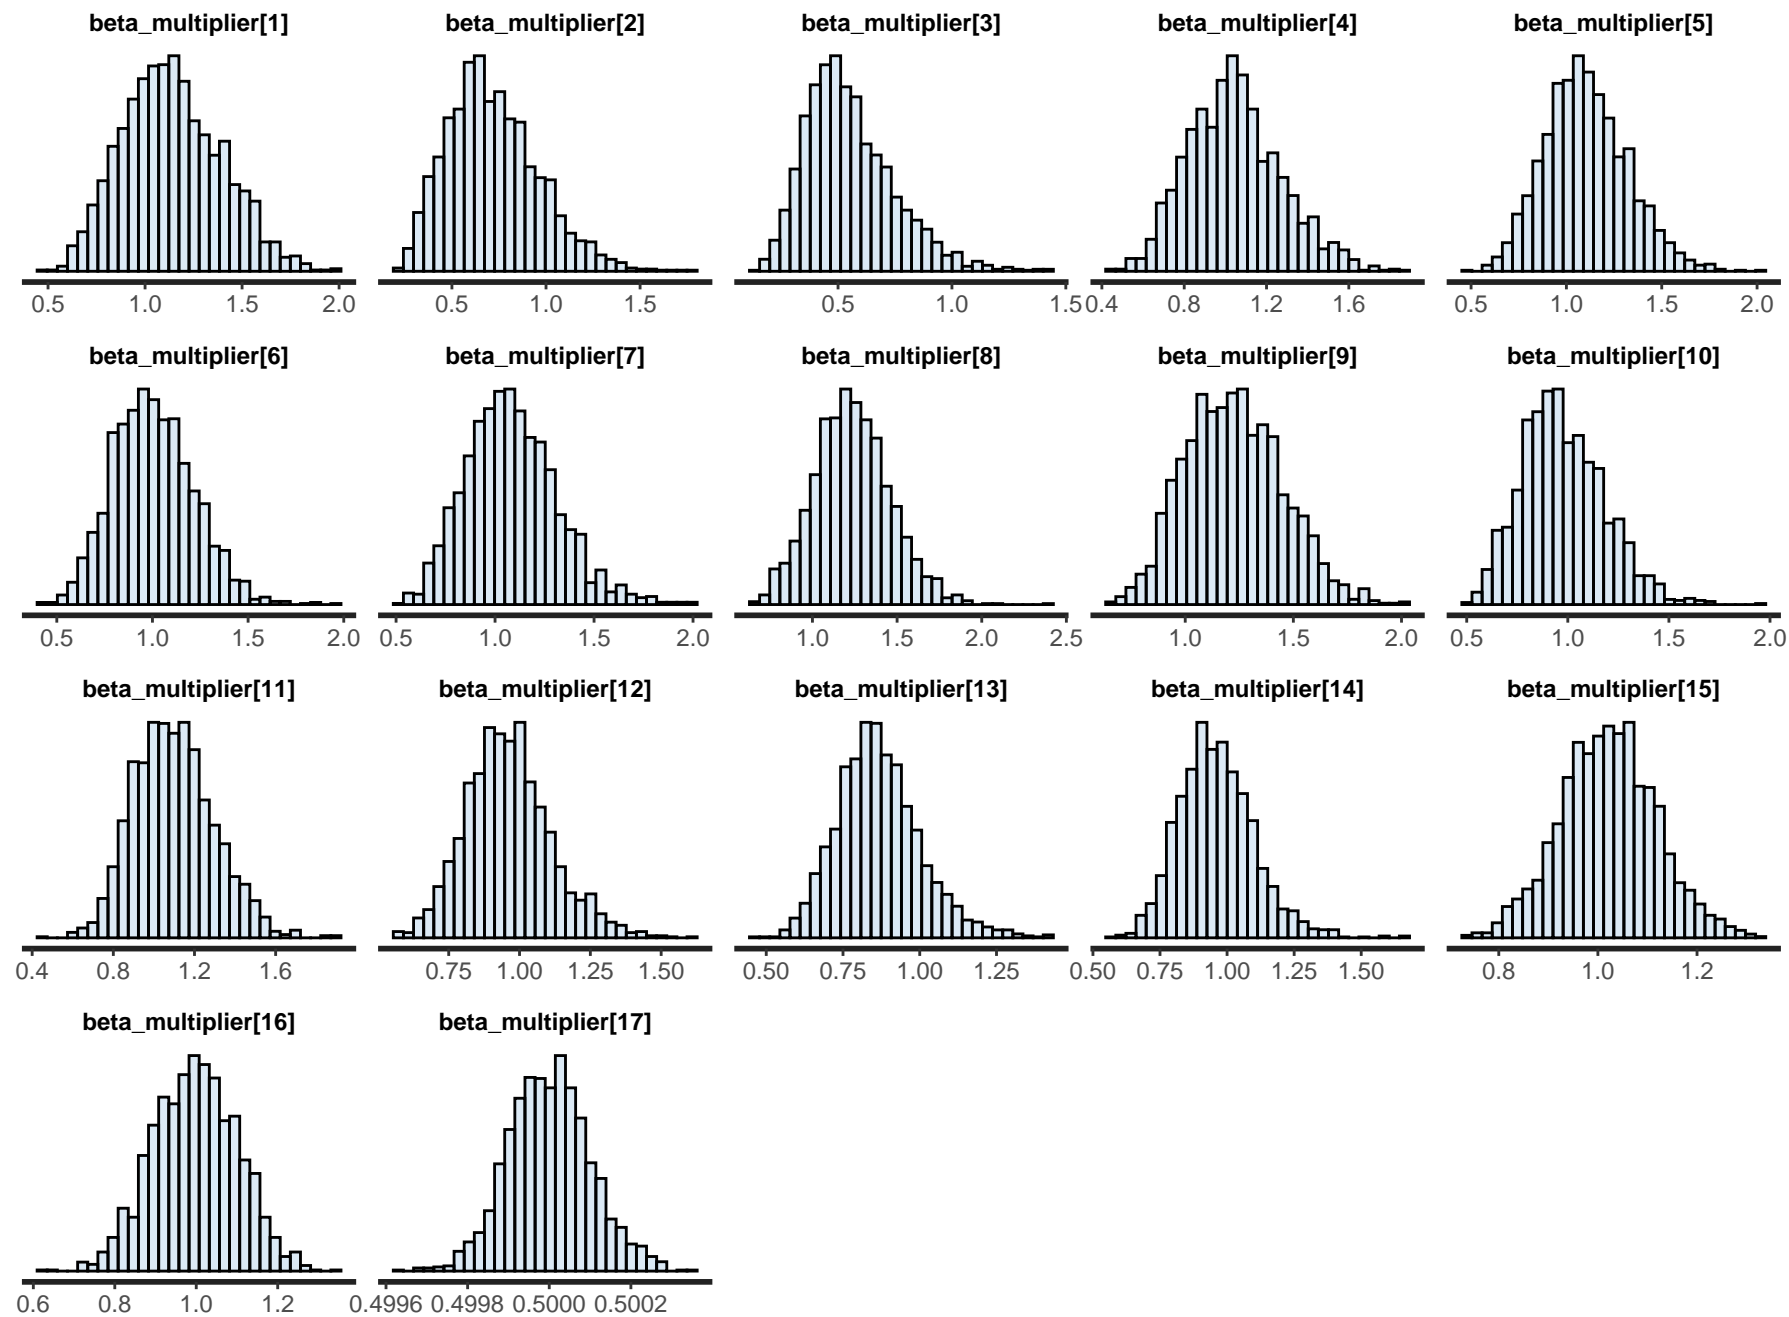 beta_multiplier[1] beta_multiplier[2] beta_multiplier[3] beta_multiplier[4] beta_multiplier[5]
0.5 1.0 1.5 2.0 0.5 1.0 1.5 0.5 1.0 1.5 0.4 0.8 1.2 1.6 0.5 1.0 1.5 2.0
beta_multiplier[6] beta_multiplier[7] beta_multiplier[8] beta_multiplier[9] beta_multiplier[10]
0.5 1.0 1.5 2.0 0.5 1.0 1.5 2.0 1.0 1.5 2.0 2.5 1.0 1.5 2.0 0.5 1.0 1.5 2.0
beta_multiplier[11] beta_multiplier[12] beta_multiplier[13] beta_multiplier[14] beta_multiplier[15]
0.4 0.8 1.2 1.6 0.75 1.00 1.25 1.50 0.50 0.75 1.00 1.25 0.50 0.75 1.00 1.25 1.50 0.8 1.0 1.2
beta_multiplier[16] beta_multiplier[17]
0.6 0.8 1.0 1.2 0.4996 0.4998 0.5000 0.5002